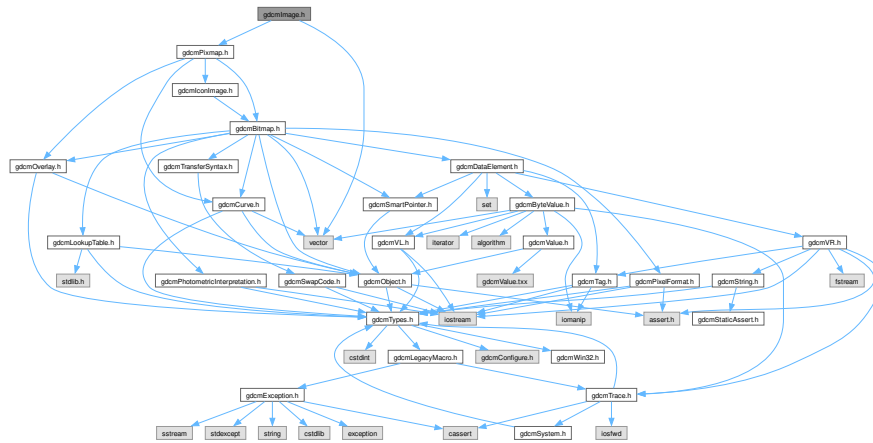 gdcmImage.h
gdcmPixmap.h
gdcmIconImage.h
gdcmBitmap.h
gdcmOverlay.h
gdcmTransferSyntax.h
gdcmDataElement.h
gdcmCurve.h
gdcmSmartPointer.h
set
gdcmByteValue.h
gdcmLookupTable.h
vector
gdcmVL.h
iterator
algorithm
gdcmValue.h
gdcmVR.h
stdlib.h
gdcmPhotometricInterpretation.h
gdcmSwapCode.h
gdcmObject.h
gdcmValue.txx
gdcmTag.h
gdcmPixelFormat.h
gdcmString.h
fstream
gdcmTypes.h
iostream
iomanip
assert.h
gdcmStaticAssert.h
cstdint
gdcmLegacyMacro.h
gdcmConfigure.h
gdcmWin32.h
gdcmException.h
gdcmTrace.h
sstream
stdexcept
string
cstdlib
exception
cassert
gdcmSystem.h
iosfwd